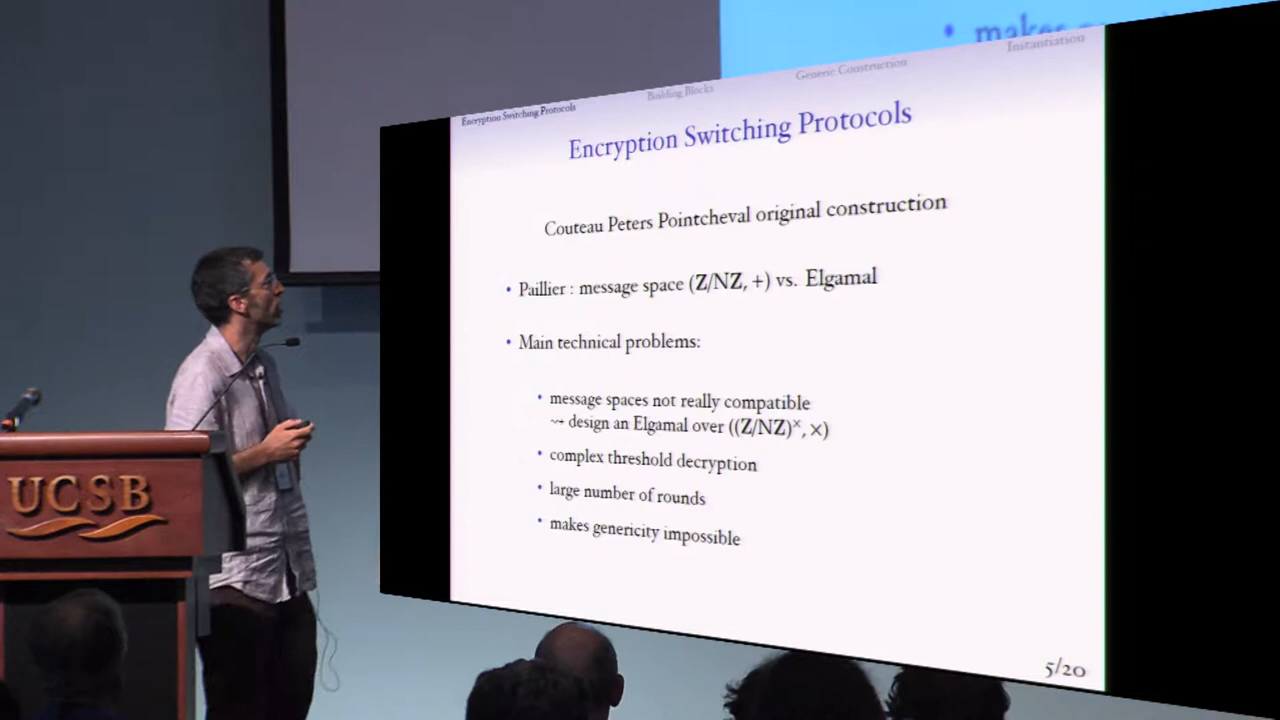 makes
Encryption Switching Protocols
Building Blocks
Generic Construction
Instantiation
Encryption Switching Protocols
Couteau Peters Pointcheval original construction
• Paillier : message space (Z/NZ, +) vs. Elgamal
• Main technical problems:
• message spaces not really compatible
⇝ design an Elgamal over ((Z/NZ)ˣ, ×)
• complex threshold decryption
• large number of rounds
• makes genericity impossible
5/20
UCSB